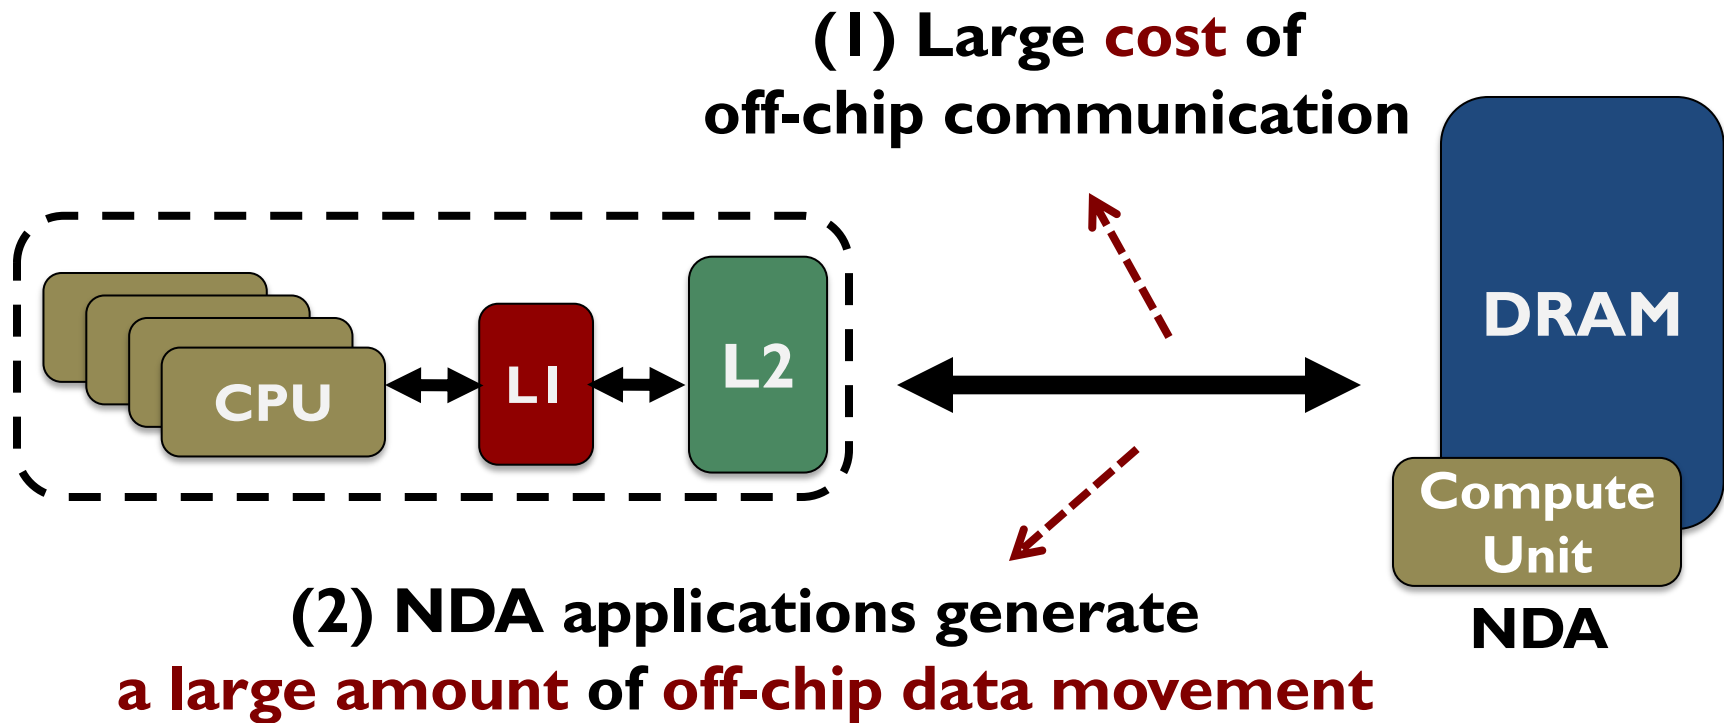 (1) Large cost of
off-chip communication
DRAM
CPU
L1
L2
Compute
Unit
NDA
(2) NDA applications generate
a large amount of off-chip data movement